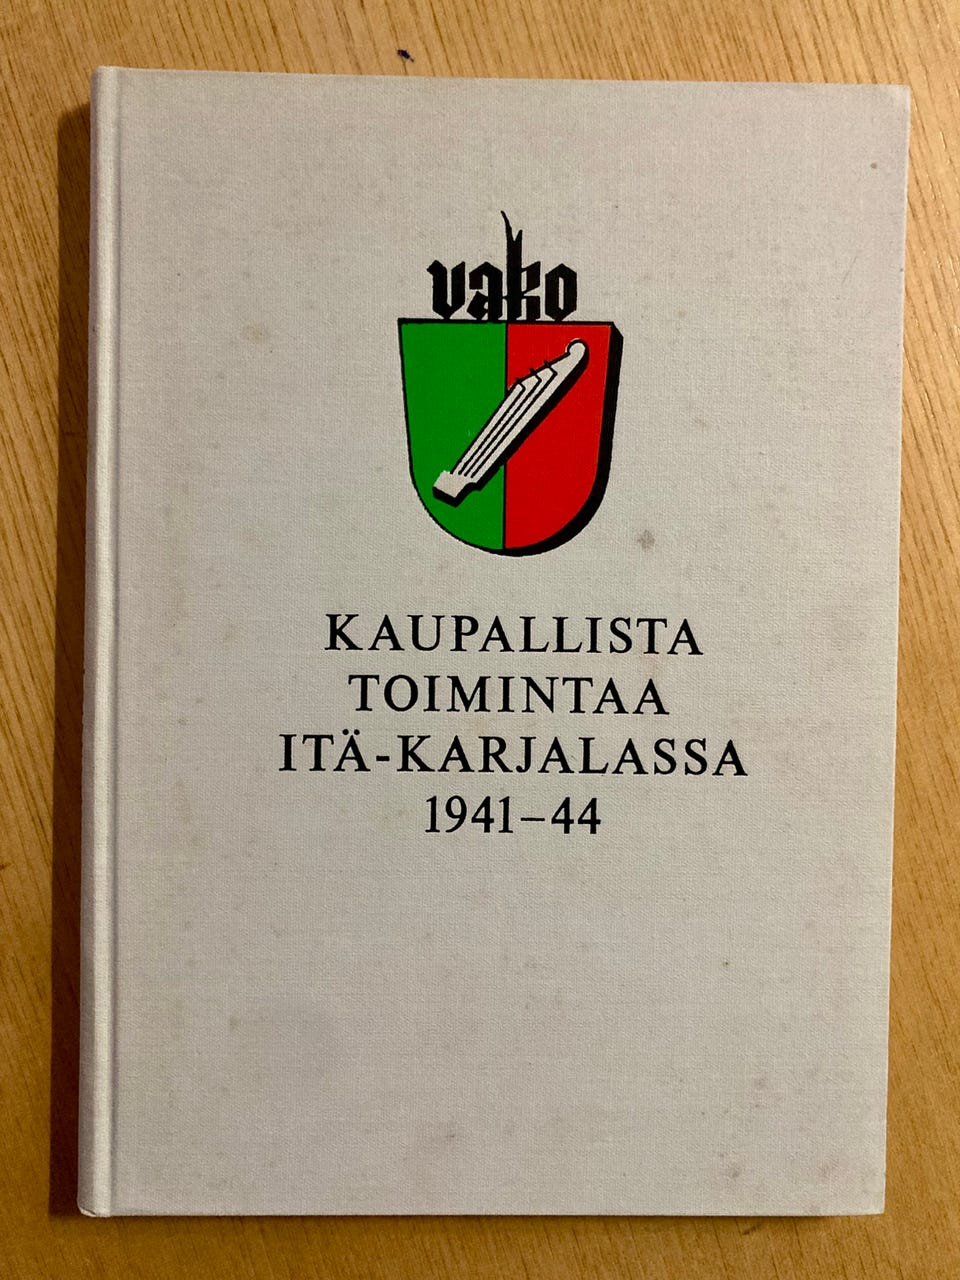 vako
KAUPALLISTA
TOIMINTAA
ITÄ-KARJALASSA
1941–44